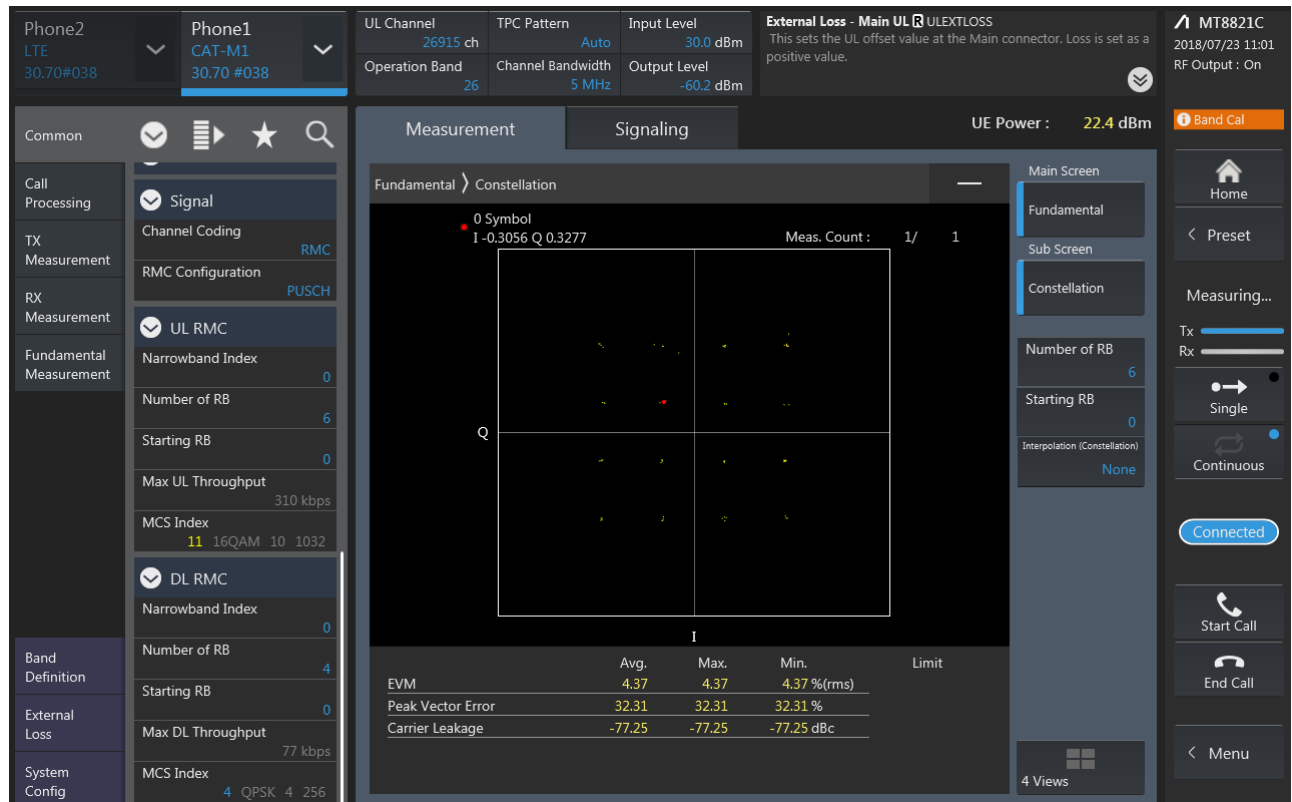 Phone2
LTE
30.70#038
Phone1
CAT-M1
30.70 #038
UL Channel
26915 ch
Operation Band
26
TPC Pattern
Auto
Channel Bandwidth
5 MHz
Input Level
30.0 dBm
Output Level
-60.2 dBm
External Loss - Main UL R ULEXTLOSS
This sets the UL offset value at the Main connector. Loss is set as a
positive value.
MT8821C
2018/07/23 11:01
RF Output : On
Common
Call
Processing
TX
Measurement
RX
Measurement
Fundamental
Measurement
Band
Definition
External
Loss
System
Config
Signal
Channel Coding
RMC
RMC Configuration
PUSCH
UL RMC
Narrowband Index
0
Number of RB
6
Starting RB
0
Max UL Throughput
310 kbps
MCS Index
11 16QAM 10 1032
DL RMC
Narrowband Index
0
Number of RB
4
Starting RB
0
Max DL Throughput
77 kbps
MCS Index
4 QPSK 4 256
Measurement
Signaling
UE Power : 22.4 dBm
Fundamental 〉 Constellation
0 Symbol
I -0.3056 Q 0.3277
Meas. Count : 1/ 1
Q
I
Avg. Max. Min. Limit
EVM 4.37 4.37 4.37 %(rms)
Peak Vector Error 32.31 32.31 32.31 %
Carrier Leakage -77.25 -77.25 -77.25 dBc
Main Screen
Fundamental
Sub Screen
Constellation
Number of RB
6
Starting RB
0
Interpolation (Constellation)
None
4 Views
Band Cal
Home
< Preset
Measuring...
Tx
Rx
Single
Continuous
Connected
Start Call
End Call
< Menu